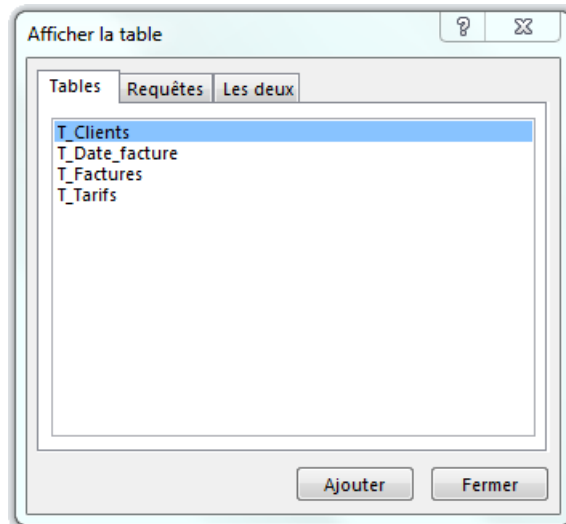 Afficher la table
Tables Requêtes Les deux
T_Clients
T_Date_facture
T_Factures
T_Tarifs
Ajouter Fermer